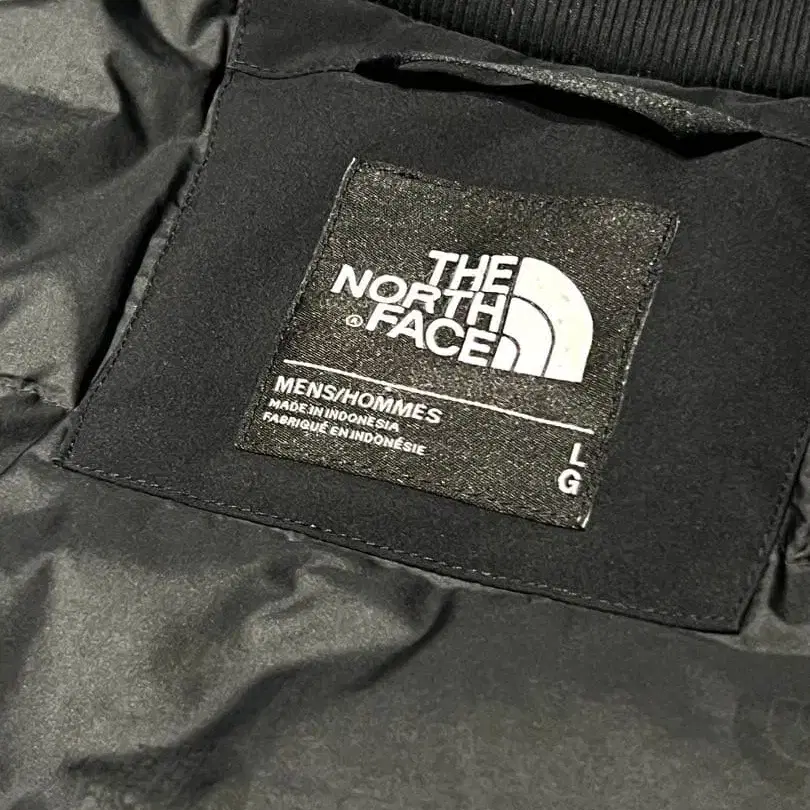 THE
NORTH
FACE
MENS/HOMMES
MADE IN INDONESIA
FABRIQUÉ EN INDONÉSIE
L
G